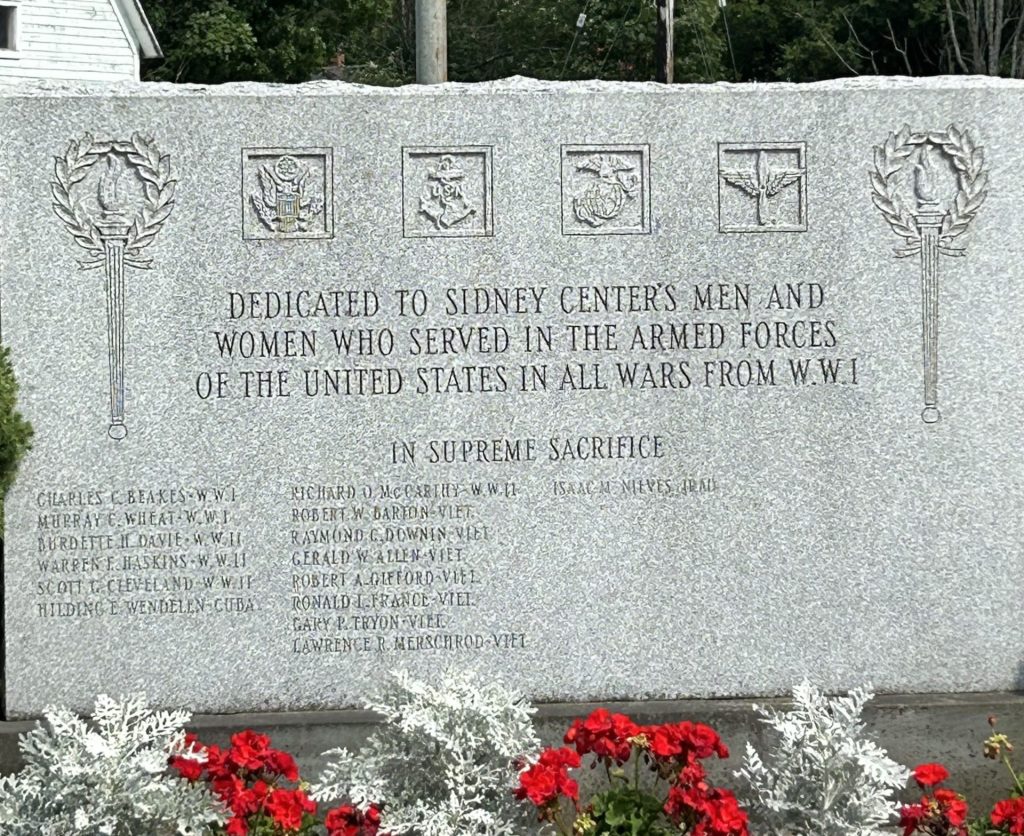 DEDICATED TO SIDNEY CENTER'S MEN AND
WOMEN WHO SERVED IN THE ARMED FORCES
OF THE UNITED STATES IN ALL WARS FROM W.W.I
IN SUPREME SACRIFICE
CHARLES C. BEAKES - W.W.I
MURRAY C. WHEAT - W.W.I
BURDETTE H. DAVIE - W.W.II
WARREN E. HASKINS - W.W.II
SCOTT G. CLEVELAND - W.W.II
HILDING E. WENDELEN - CUBA
RICHARD O. McCARTHY - W.W.II
ROBERT W. BARTON - VIET.
RAYMOND G. DOWNIN - VIET.
GERALD W. ALLEN - VIET.
ROBERT A. GIFFORD - VIET.
RONALD L. FRANCE - VIET.
GARY P. TRYON - VIET.
LAWRENCE R. MERSCHROD - VIET
ISAAC M. NIEVES, IRAQ